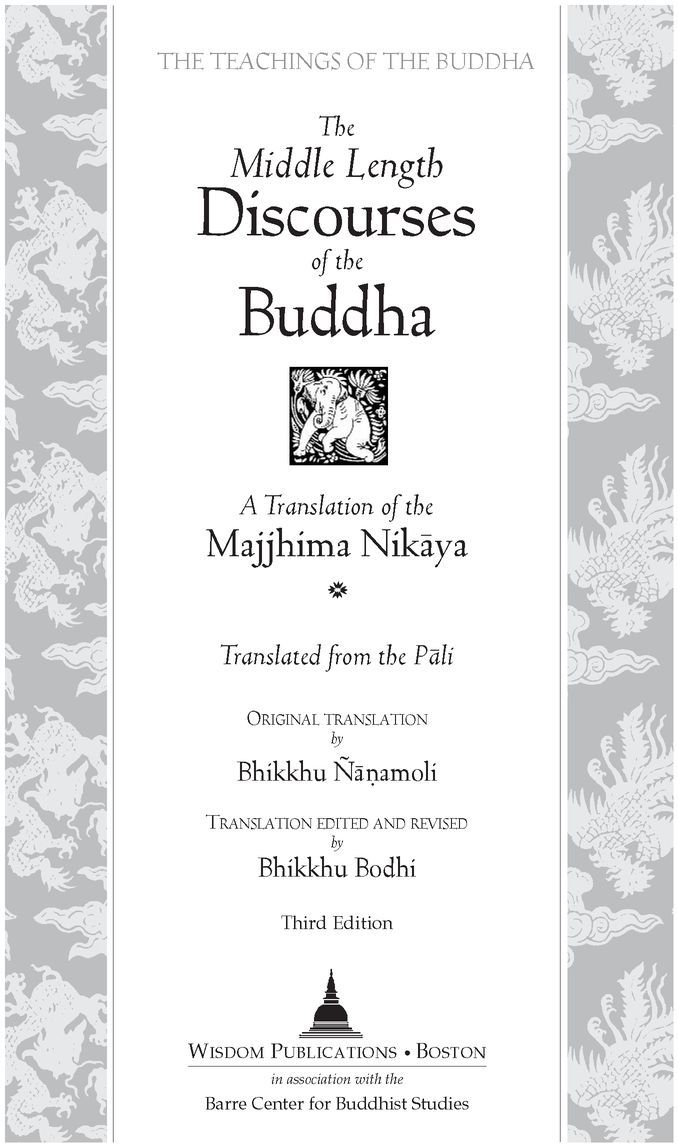 THE TEACHINGS OF THE BUDDHA
The
Middle Length
Discourses
of the
Buddha
A Translation of the
Majjhima Nikāya
Translated from the Pāli
ORIGINAL TRANSLATION
by
Bhikkhu Ñāṇamoli
TRANSLATION EDITED AND REVISED
by
Bhikkhu Bodhi
Third Edition
WISDOM PUBLICATIONS • BOSTON
in association with the
Barre Center for Buddhist Studies